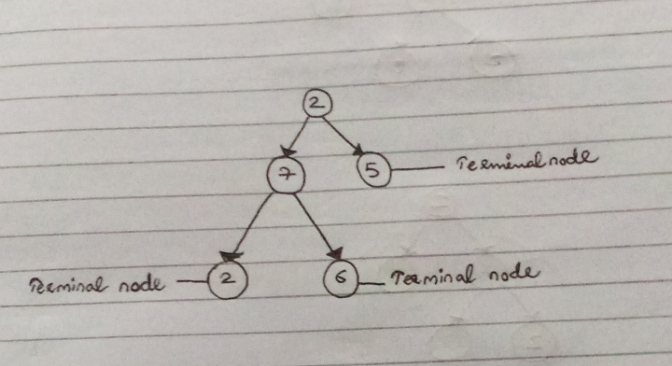 2
7
5 Terminal node
Terminal node 2
6 Terminal node